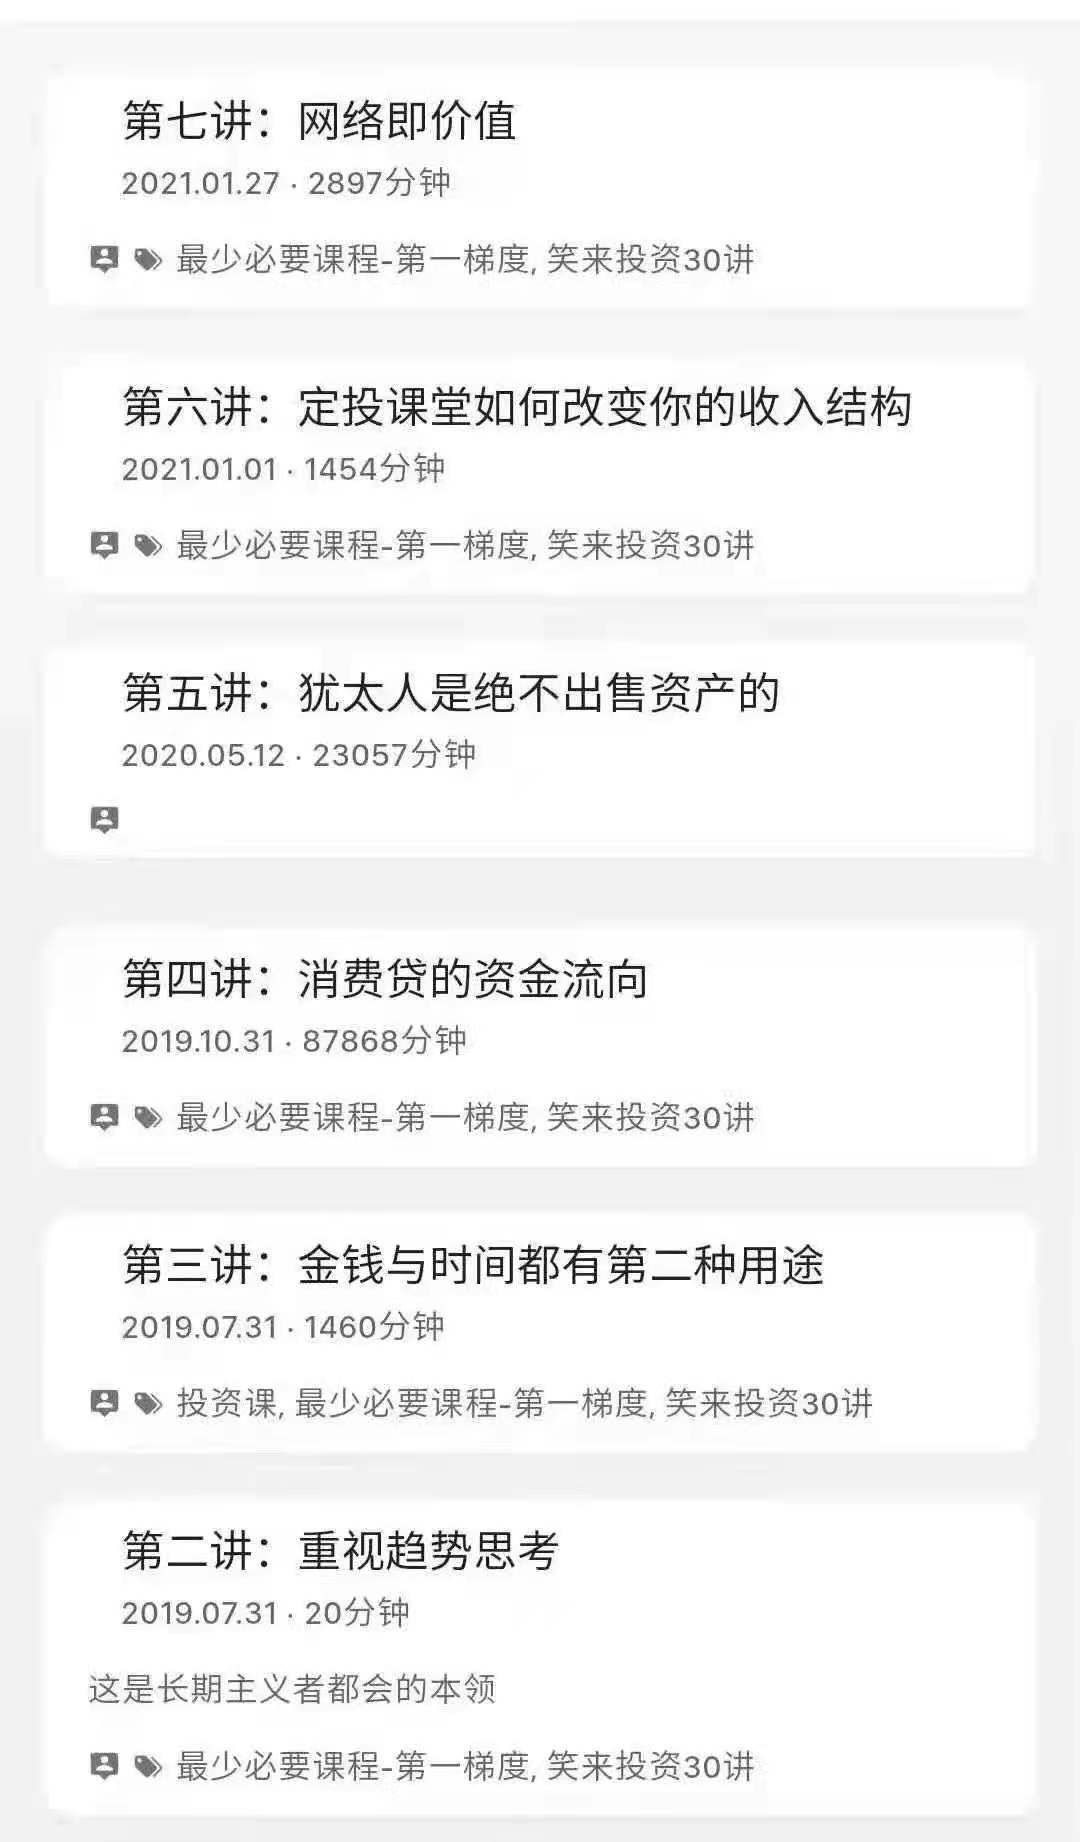 第七讲：网络即价值
2021.01.27 · 2897分钟
最少必要课程-第一梯度, 笑来投资30讲
第六讲：定投课堂如何改变你的收入结构
2021.01.01 · 1454分钟
最少必要课程-第一梯度, 笑来投资30讲
第五讲：犹太人是绝不出售资产的
2020.05.12 · 23057分钟
第四讲：消费贷的资金流向
2019.10.31 · 87868分钟
最少必要课程-第一梯度, 笑来投资30讲
第三讲：金钱与时间都有第二种用途
2019.07.31 · 1460分钟
投资课, 最少必要课程-第一梯度, 笑来投资30讲
第二讲：重视趋势思考
2019.07.31 · 20分钟
这是长期主义者都会的本领
最少必要课程-第一梯度, 笑来投资30讲